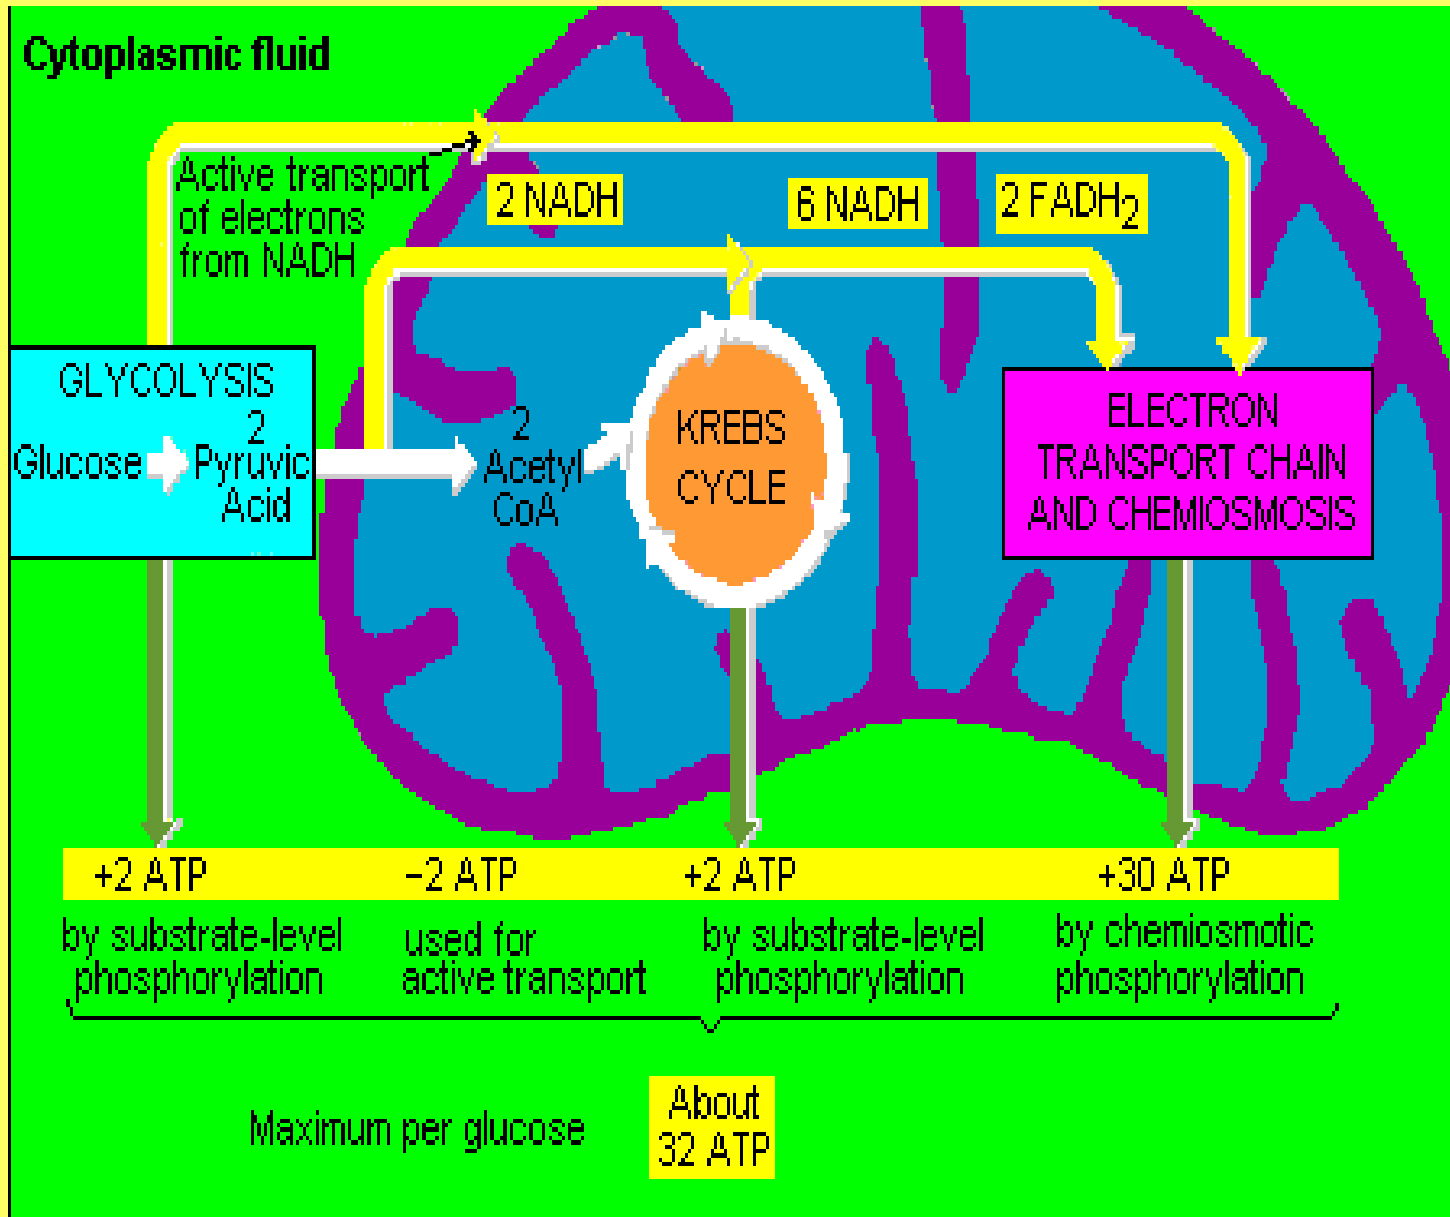 Cytoplasmic fluid
Active transport
of electrons
from NADH
2 NADH
6 NADH
2 FADH₂
GLYCOLYSIS
Glucose
2
Pyruvic
Acid
2
Acetyl
CoA
KREBS
CYCLE
ELECTRON
TRANSPORT CHAIN
AND CHEMIOSMOSIS
+2 ATP
−2 ATP
+2 ATP
+30 ATP
by substrate-level
phosphorylation
used for
active transport
by substrate-level
phosphorylation
by chemiosmotic
phosphorylation
Maximum per glucose
About
32 ATP